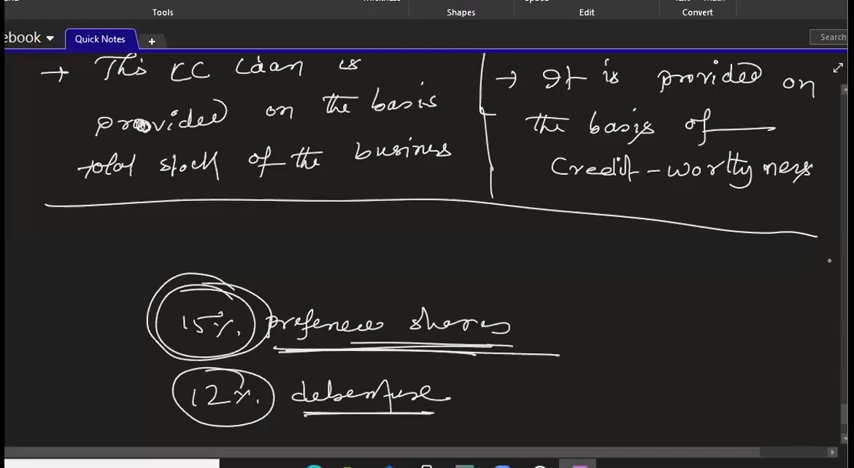 Tools
Shapes
Edit
Convert
ebook
Quick Notes
+
Search
→ This CC Loan is
provided on the basis
total stock of the business
→ It is provided on
the basis of
Credit-worthyness
15%. preference shares
12%. debenture